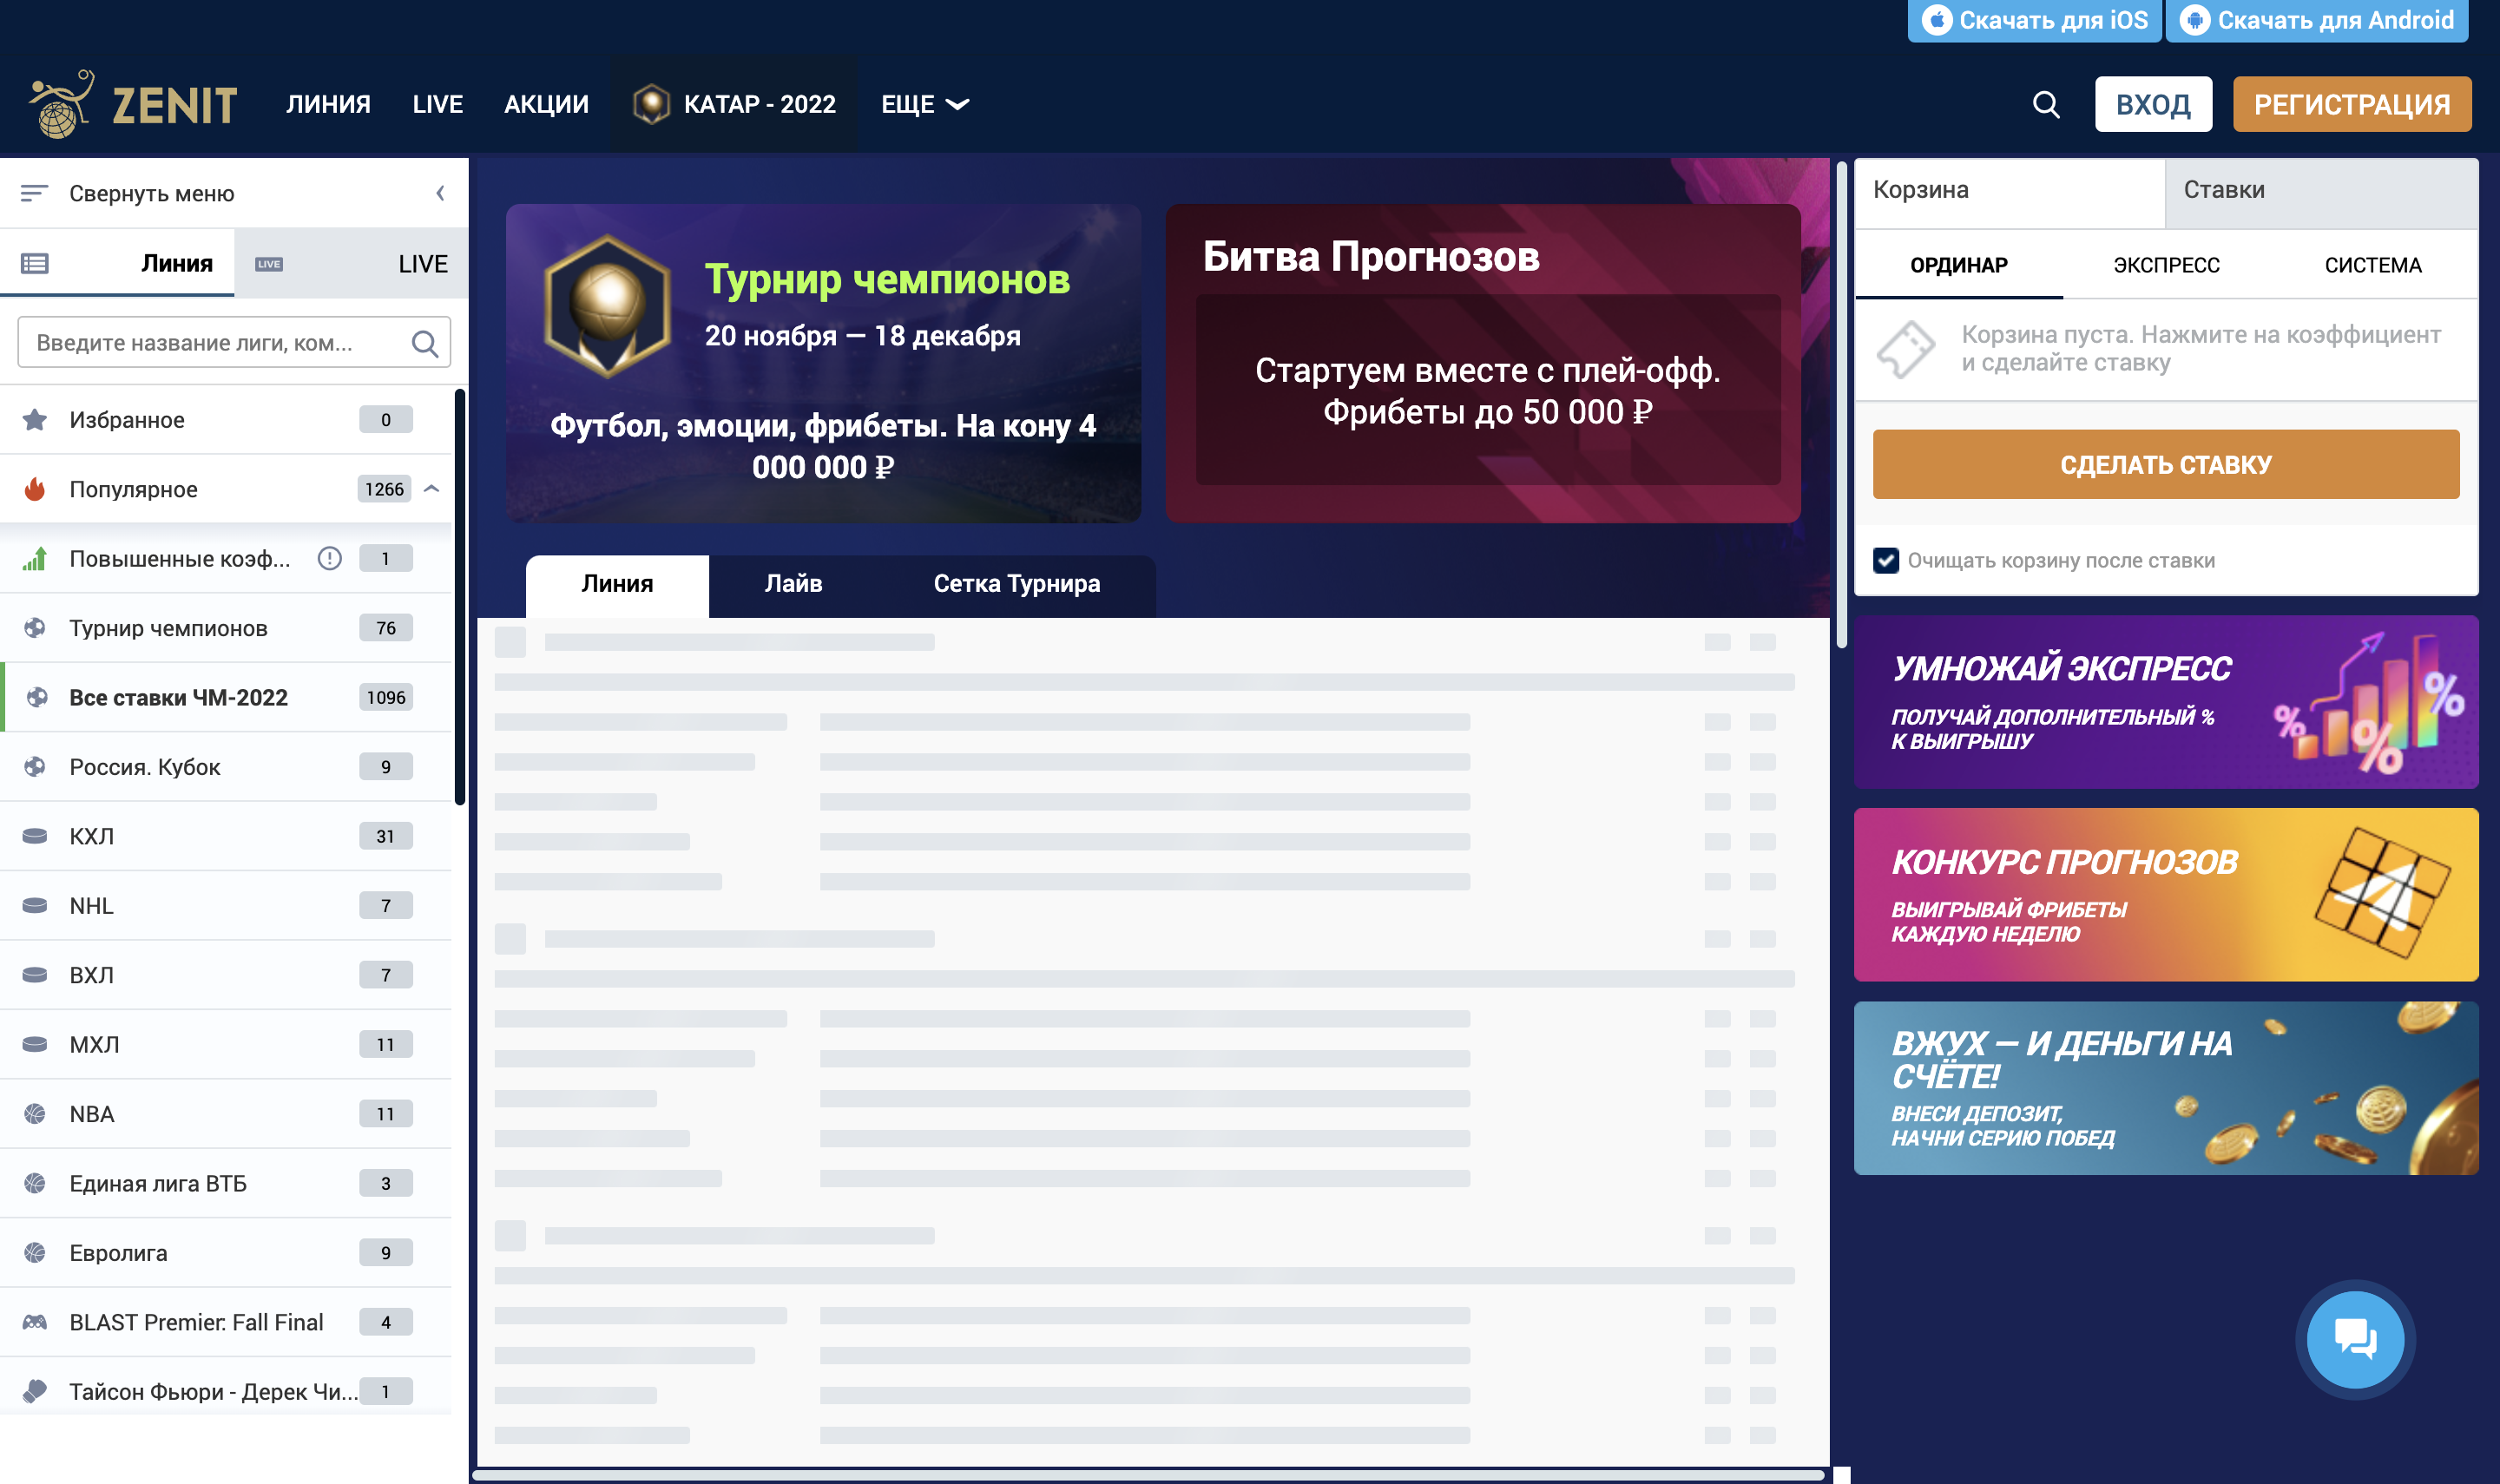 Скачать для iOS
Скачать для Android
ZENIT
ЛИНИЯ
LIVE
АКЦИИ
КАТАР - 2022
ЕЩЕ
ВХОД
РЕГИСТРАЦИЯ
Свернуть меню
Линия
LIVE
LIVE
Введите название лиги, ком...
Избранное
0
Популярное
1266
Повышенные коэф...
1
Турнир чемпионов
76
Все ставки ЧМ-2022
1096
Россия. Кубок
9
КХЛ
31
NHL
7
ВХЛ
7
МХЛ
11
NBA
11
Единая лига ВТБ
3
Евролига
9
BLAST Premier: Fall Final
4
Тайсон Фьюри - Дерек Чи...
1
Турнир чемпионов
20 ноября — 18 декабря
Футбол, эмоции, фрибеты. На кону 4
000 000 ₽
Битва Прогнозов
Стартуем вместе с плей-офф.
Фрибеты до 50 000 ₽
Линия
Лайв
Сетка Турнира
Корзина
Ставки
ОРДИНАР
ЭКСПРЕСС
СИСТЕМА
Корзина пуста. Нажмите на коэффициент
и сделайте ставку
СДЕЛАТЬ СТАВКУ
Очищать корзину после ставки
УМНОЖАЙ ЭКСПРЕСС
ПОЛУЧАЙ ДОПОЛНИТЕЛЬНЫЙ %
К ВЫИГРЫШУ
% % %
КОНКУРС ПРОГНОЗОВ
ВЫИГРЫВАЙ ФРИБЕТЫ
КАЖДУЮ НЕДЕЛЮ
ВЖУХ — И ДЕНЬГИ НА
СЧЁТЕ!
ВНЕСИ ДЕПОЗИТ,
НАЧНИ СЕРИЮ ПОБЕД